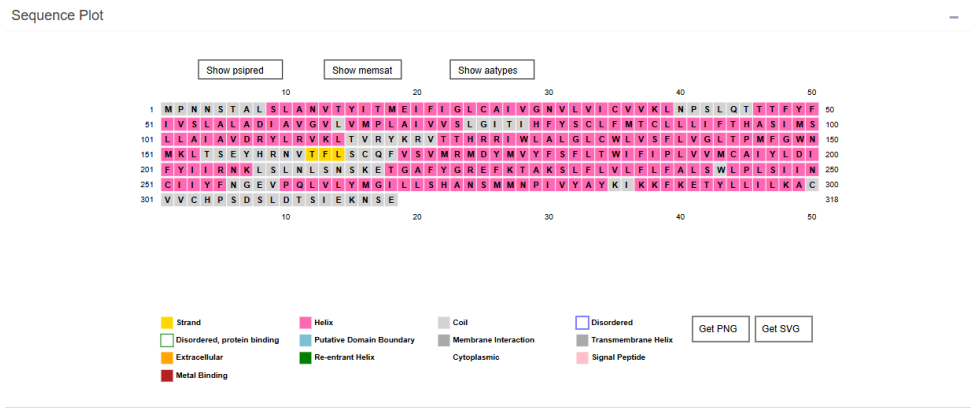 Sequence Plot
Show psipred Show memsat Show aatypes
10 20 30 40 50
1 M P N N S T A L S L A N V T Y I T M E I F I G L C A I V G N V L V I C V V K L N P S L Q T T T F Y F 50
51 I V S L A L A D I A V G V L V M P L A I V V S L G I T I H F Y S C L F M T C L L L I F T H A S I M S 100
101 L L A I A V D R Y L R V K L T V R Y K R V T T H R R I W L A L G L C W L V S F L V G L T P M F G W N 150
151 M K L T S E Y H R N V T F L S C Q F V S V M R M D Y M V Y F S F L T W I F I P L V V M C A I Y L D I 200
201 F Y I I R N K L S L N L S N S K E T G A F Y G R E F K T A K S L F L V L F L F A L S W L P L S I I N 250
251 C I I Y F N G E V P Q L V L Y M G I L L S H A N S M M N P I V Y A Y K I K K F K E T Y L L I L K A C 300
301 V V C H P S D S L D T S I E K N S E 318
10 20 30 40 50
Strand Helix Coil Disordered Get PNG Get SVG
Disordered, protein binding Putative Domain Boundary Membrane Interaction Transmembrane Helix
Extracellular Re-entrant Helix Cytoplasmic Signal Peptide
Metal Binding